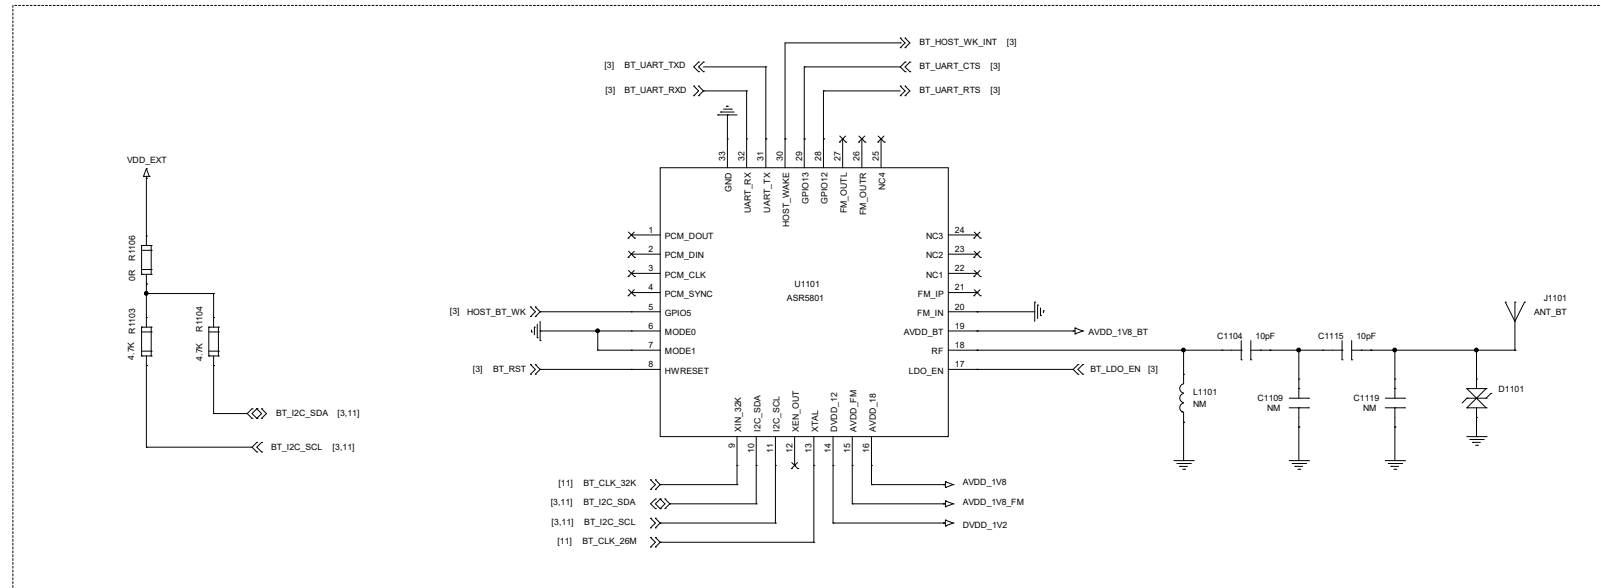 BT_HOST_WK_INT [3]
[3] BT_UART_TXD
BT_UART_CTS [3]
[3] BT_UART_RXD
BT_UART_RTS [3]
VDD_EXT
R1106
0R
R1103
4.7K
R1104
4.7K
BT_I2C_SDA [3,11]
BT_I2C_SCL [3,11]
33 32 31 30 29 28 27 26 25
GND
UART_RX
UART_TX
HOST_WAKE
GPIO13
GPIO12
FM_OUTL
FM_OUTR
NC4
1 PCM_DOUT
2 PCM_DIN
3 PCM_CLK
4 PCM_SYNC
[3] HOST_BT_WK 5 GPIO5
6 MODE0
7 MODE1
[3] BT_RST 8 HWRESET
U1101
ASR5801
NC3 24
NC2 23
NC1 22
FM_IP 21
FM_IN 20
AVDD_BT 19 AVDD_1V8_BT
RF 18
LDO_EN 17 BT_LDO_EN [3]
XIN_32K
I2C_SDA
I2C_SCL
XEN_OUT
XTAL
DVDD_12
AVDD_FM
AVDD_18
9 10 11 12 13 14 15 16
[11] BT_CLK_32K
[3,11] BT_I2C_SDA
[3,11] BT_I2C_SCL
[11] BT_CLK_26M
AVDD_1V8
AVDD_1V8_FM
DVDD_1V2
J1101
ANT_BT
C1104 10pF
C1115 10pF
L1101
NM
C1109
NM
C1119
NM
D1101